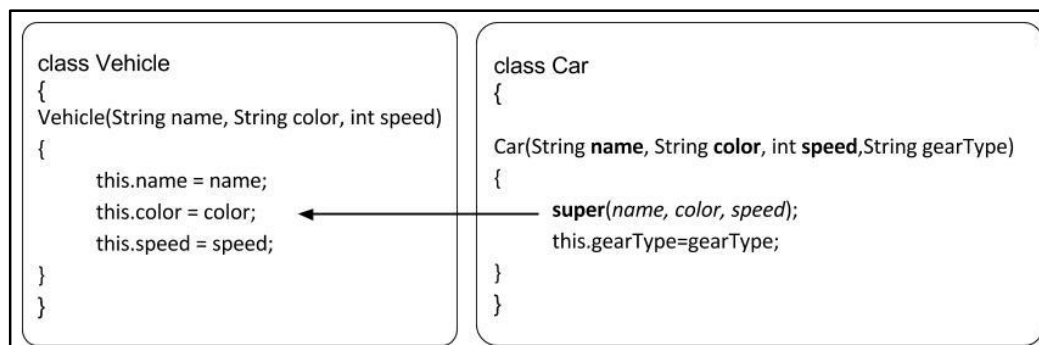 class Vehicle
{
Vehicle(String name, String color, int speed)
{
this.name = name;
this.color = color;
this.speed = speed;
}
}
class Car
{
Car(String name, String color, int speed,String gearType)
{
super(name, color, speed);
this.gearType=gearType;
}
}